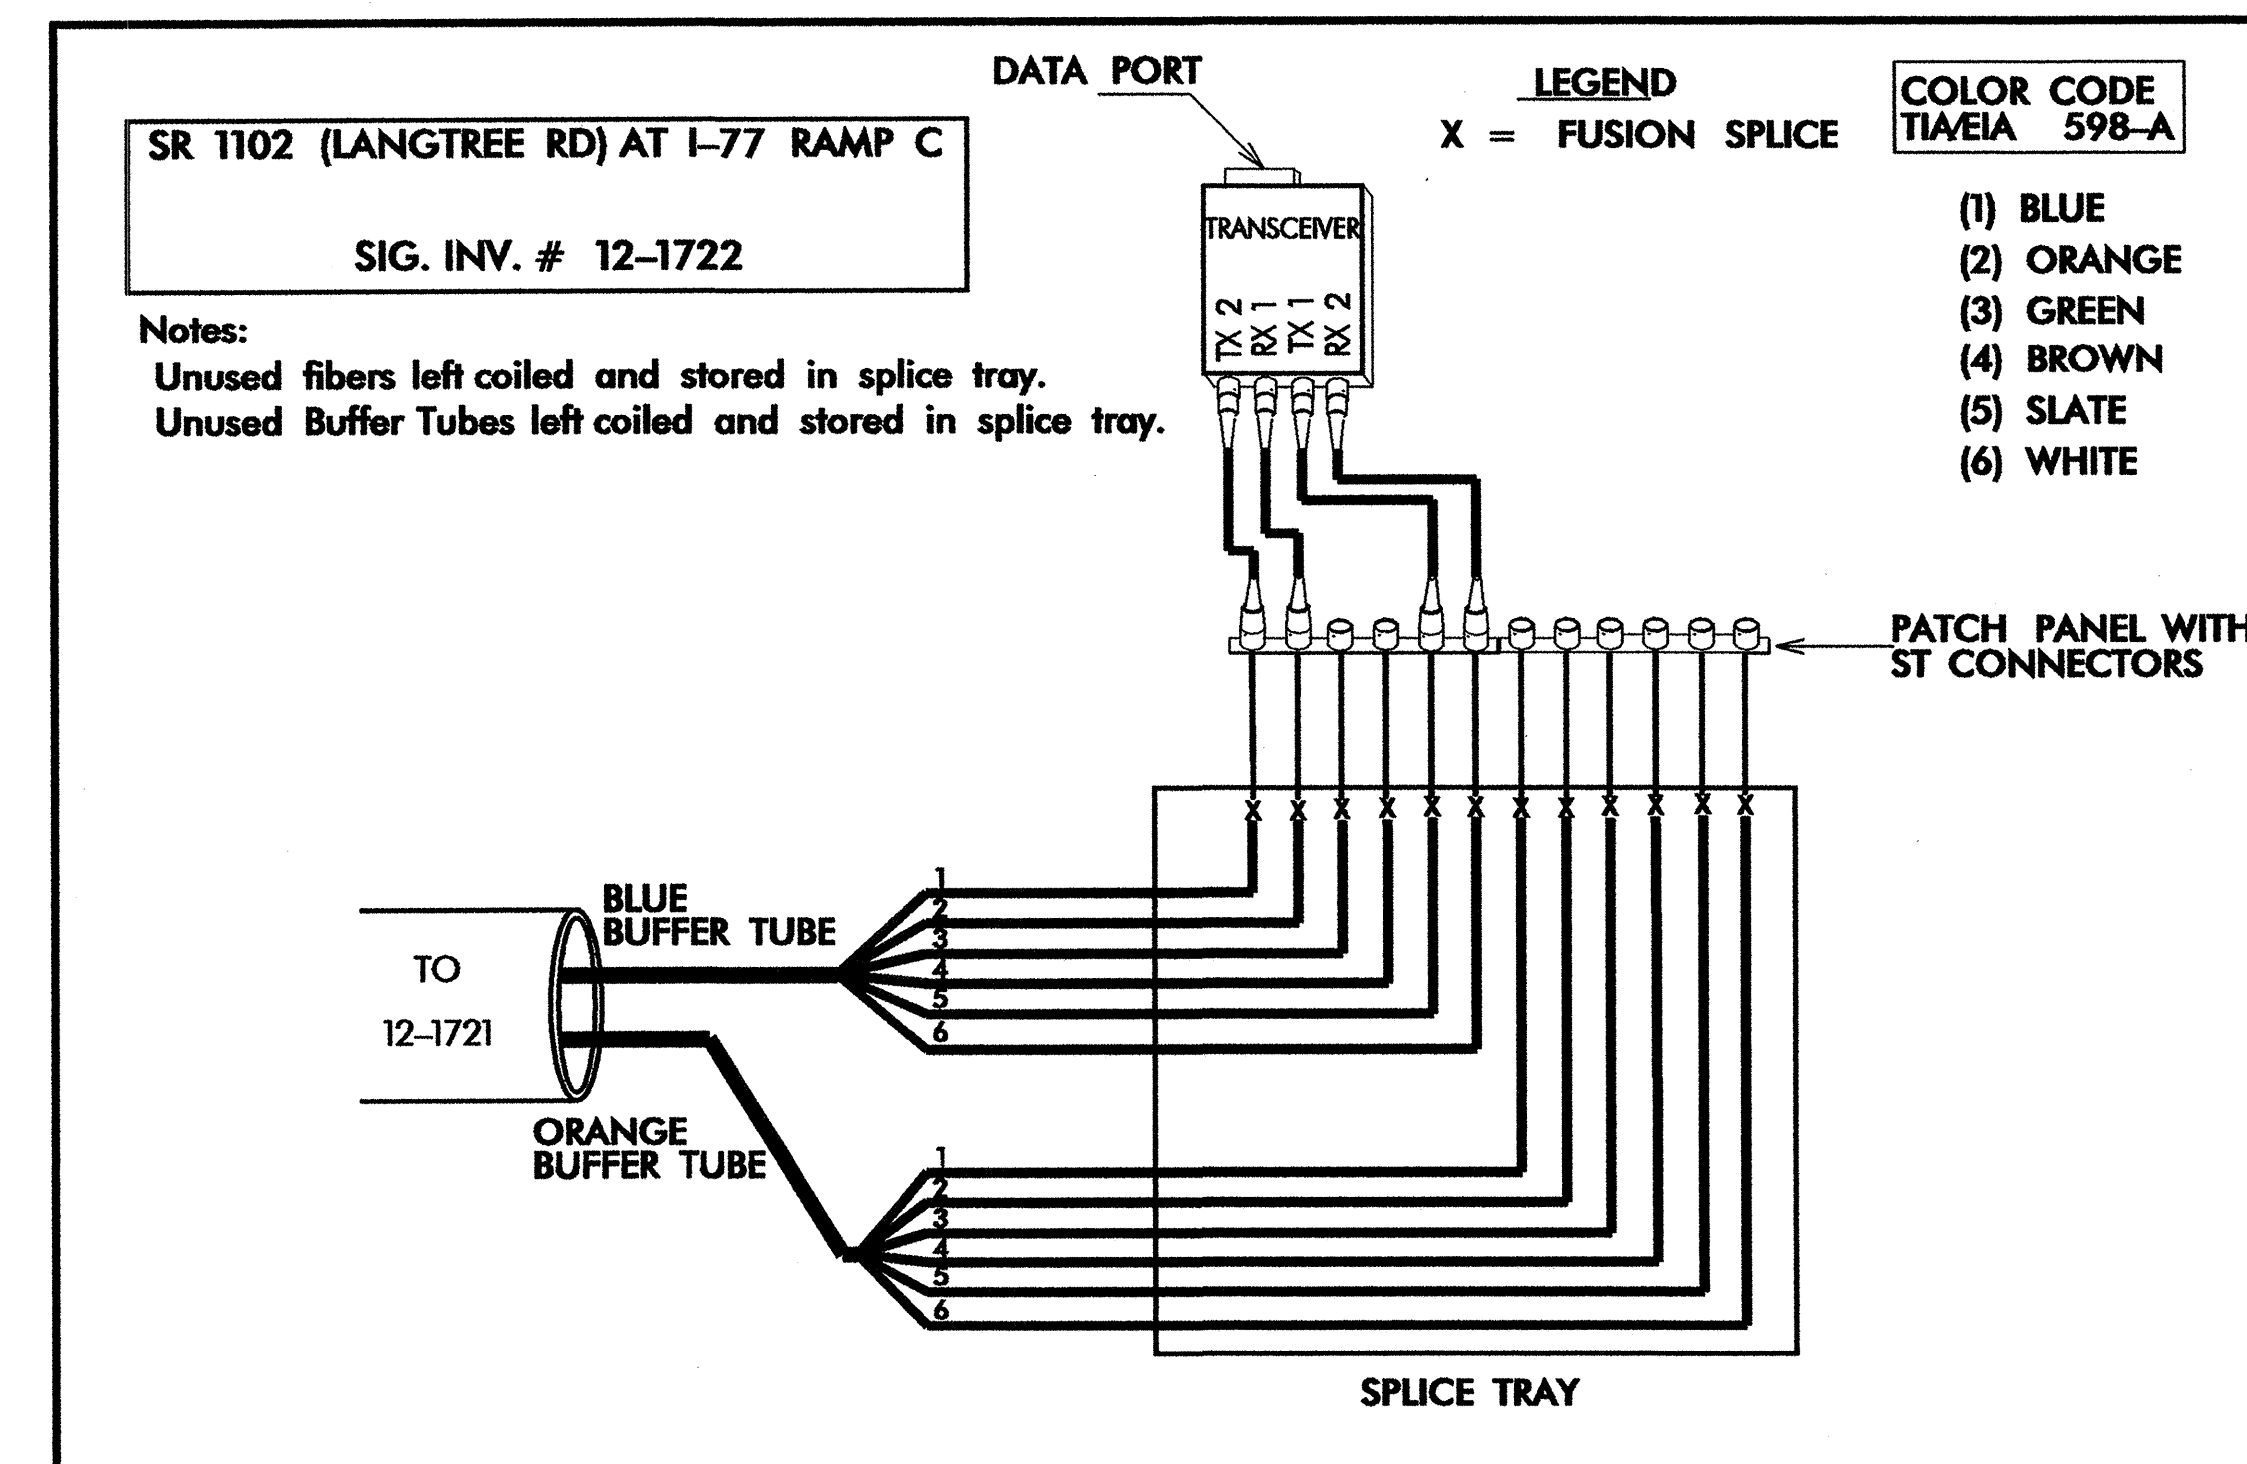 DATA PORT
LEGEND
X = FUSION SPLICE
COLOR CODE
TIA/EIA 598-A
SR 1102 (LANGTREE RD) AT I-77 RAMP C
SIG. INV. # 12-1722
Notes:
Unused fibers left coiled and stored in splice tray.
Unused Buffer Tubes left coiled and stored in splice tray.
TRANSCEIVER
TX 2
RX 1
TX 1
RX 2
(1) BLUE
(2) ORANGE
(3) GREEN
(4) BROWN
(5) SLATE
(6) WHITE
PATCH PANEL WITH
ST CONNECTORS
X X X X X X X X X X X X
BLUE
BUFFER TUBE
1
2
3
4
5
6
TO
12-1721
ORANGE
BUFFER TUBE
1
2
3
4
5
6
SPLICE TRAY